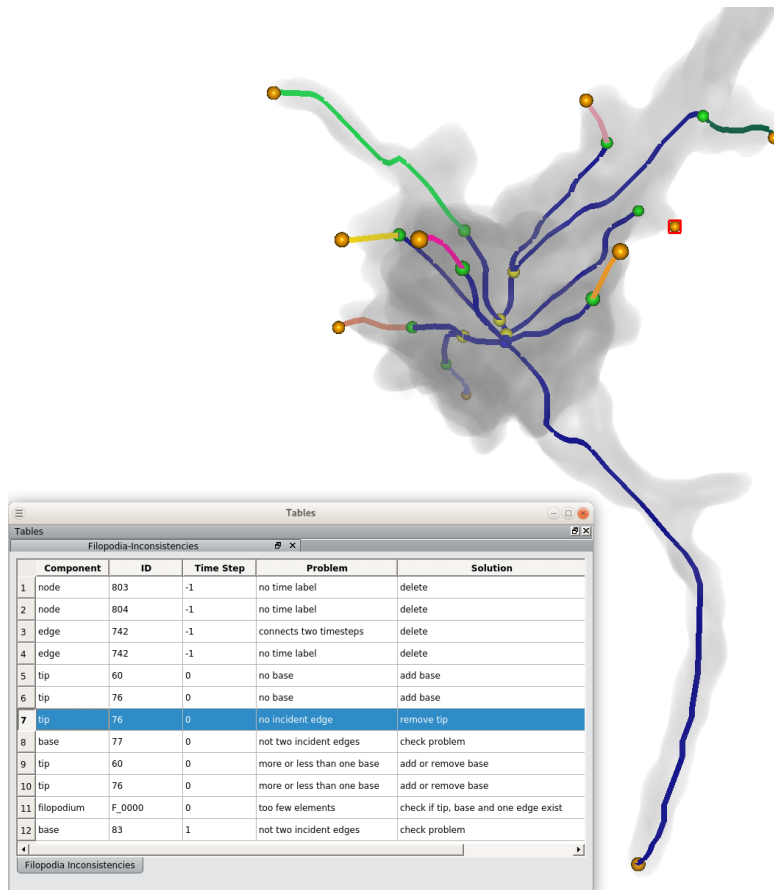 Tables
Tables
Filopodia-Inconsistencies
Component ID Time Step Problem Solution
1 node 803 -1 no time label delete
2 node 804 -1 no time label delete
3 edge 742 -1 connects two timesteps delete
4 edge 742 -1 no time label delete
5 tip 60 0 no base add base
6 tip 76 0 no base add base
7 tip 76 0 no incident edge remove tip
8 base 77 0 not two incident edges check problem
9 tip 60 0 more or less than one base add or remove base
10 tip 76 0 more or less than one base add or remove base
11 filopodium F_0000 0 too few elements check if tip, base and one edge exist
12 base 83 1 not two incident edges check problem
Filopodia Inconsistencies